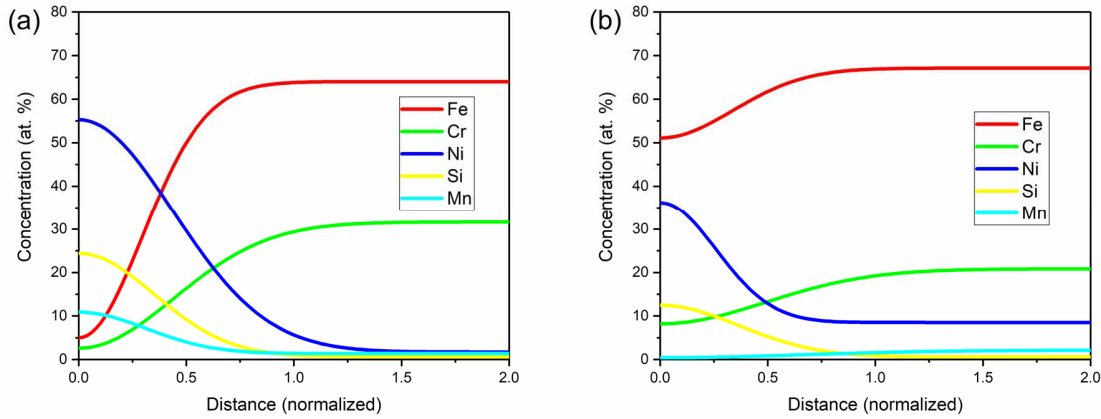 (a)
Concentration (at. %)
80
70
60
50
40
30
20
10
0
0.0 0.5 1.0 1.5 2.0
Distance (normalized)
Fe
Cr
Ni
Si
Mn
(b)
Concentration (at. %)
80
70
60
50
40
30
20
10
0
0.0 0.5 1.0 1.5 2.0
Distance (normalized)
Fe
Cr
Ni
Si
Mn